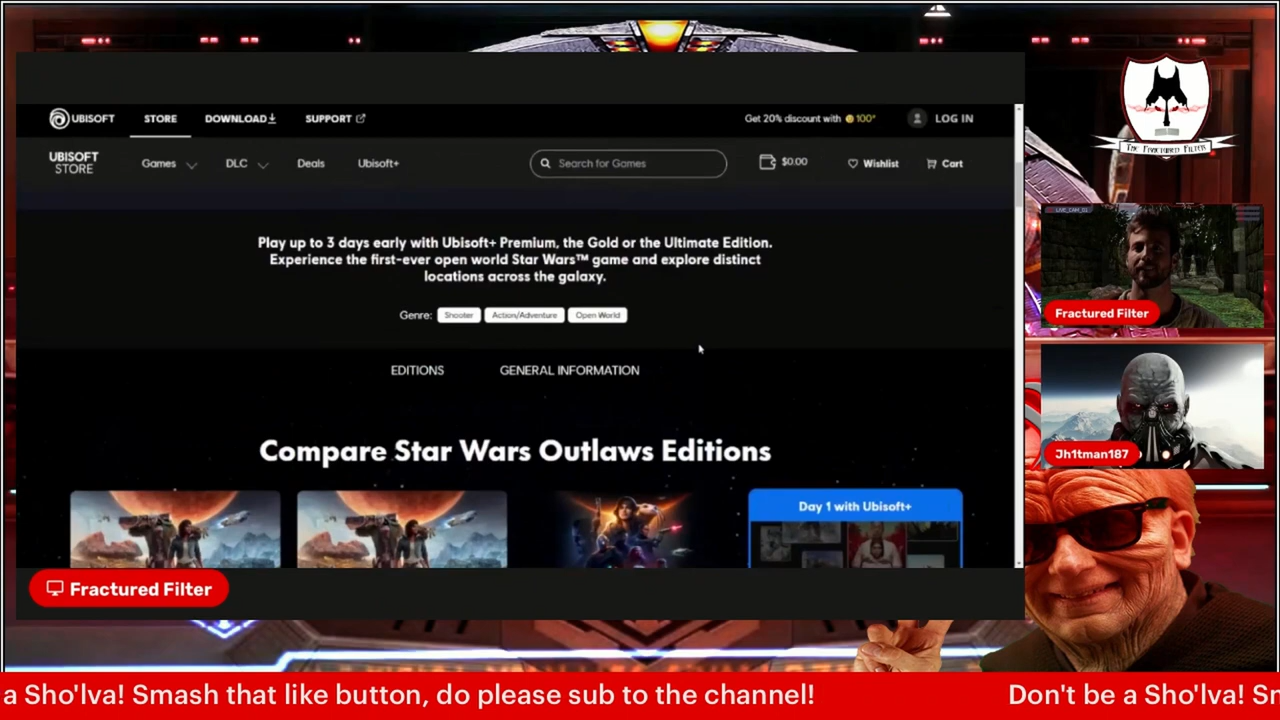 UBISOFT
STORE
DOWNLOAD
SUPPORT
Get 20% discount with 100*
LOG IN
UBISOFT
STORE
Games
DLC
Deals
Ubisoft+
Search for Games
$0.00
Wishlist
Cart
Play up to 3 days early with Ubisoft+ Premium, the Gold or the Ultimate Edition.
Experience the first-ever open world Star Wars™ game and explore distinct
locations across the galaxy.
Genre: Shooter Action/Adventure Open World
EDITIONS
GENERAL INFORMATION
Compare Star Wars Outlaws Editions
Day 1 with Ubisoft+
Fractured Filter
THE FRACTURED FILTER
LIVE_CAM_01
Fractured Filter
Jh1tman187
a Sho'lva! Smash that like button, do please sub to the channel!
Don't be a Sho'lva! Sm